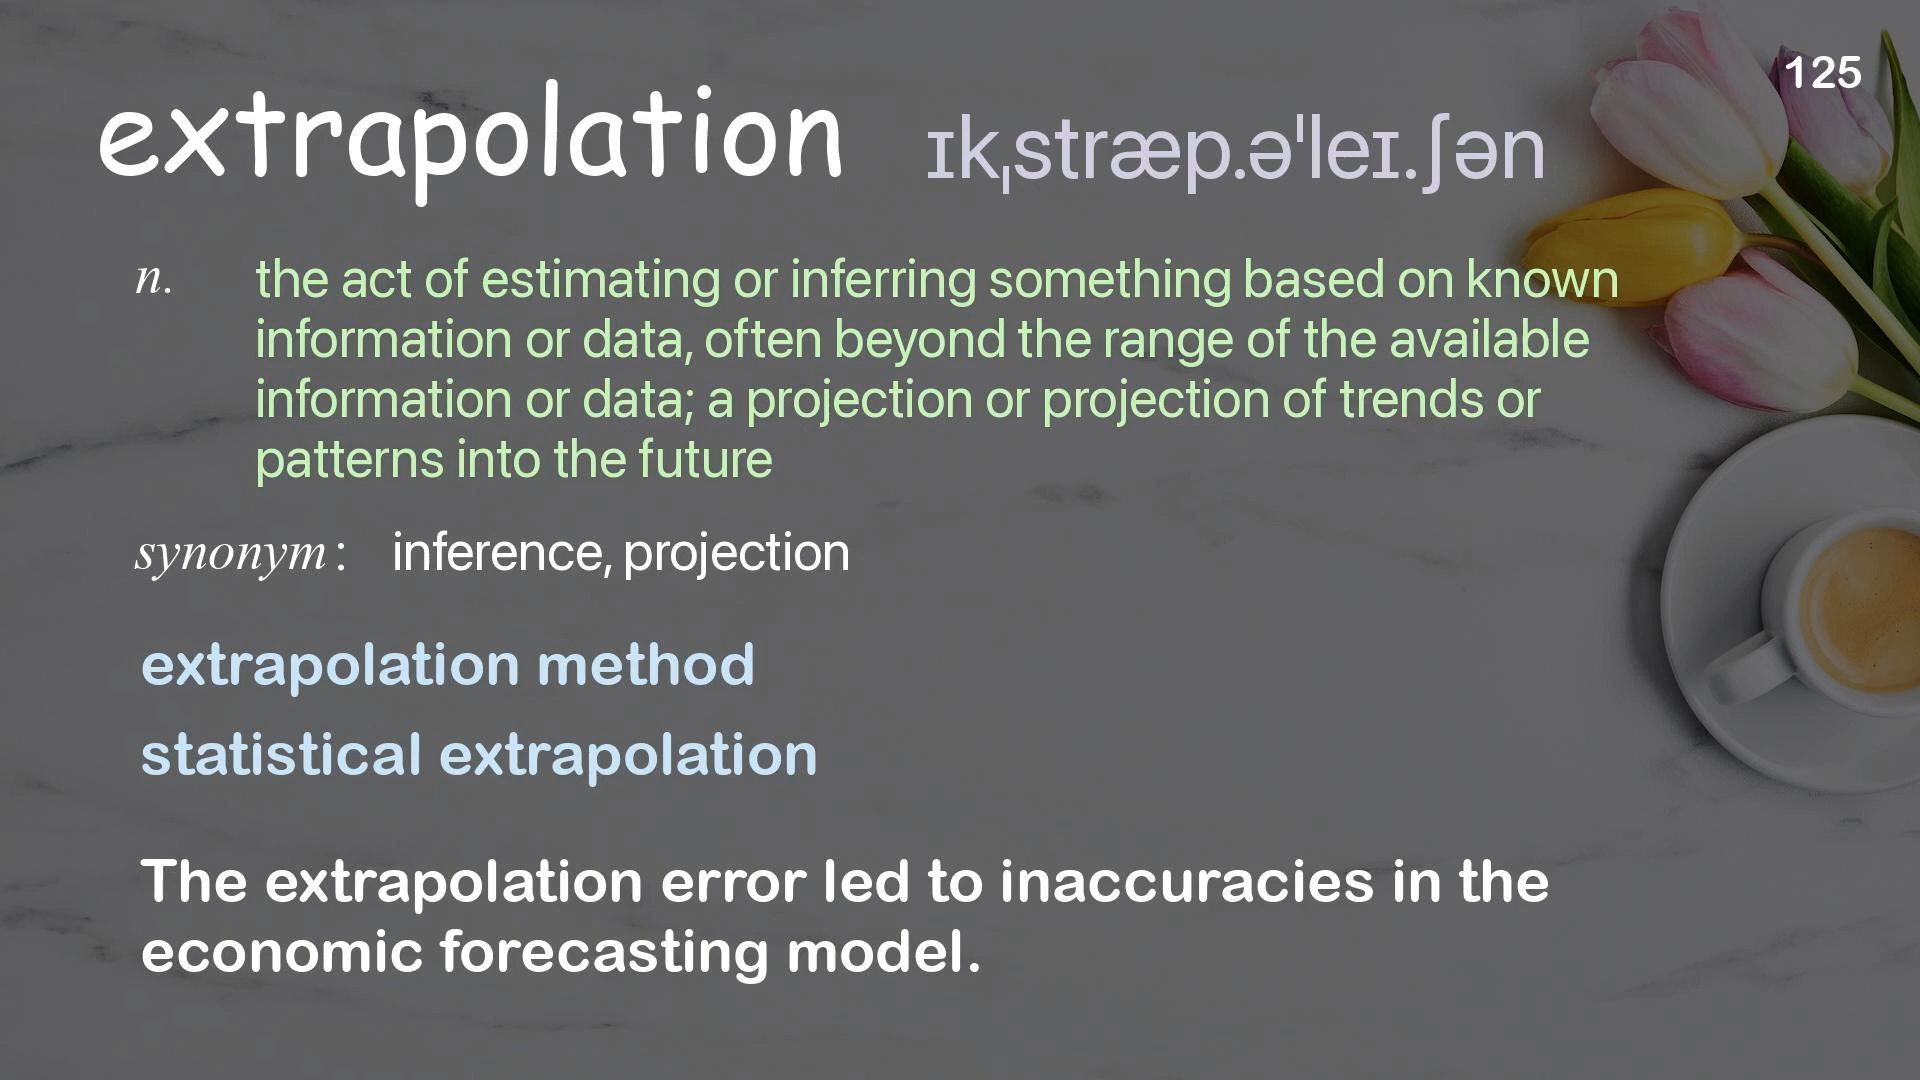 125
extrapolation ɪkˌstræp.əˈleɪ.ʃən
n. the act of estimating or inferring something based on known
information or data, often beyond the range of the available
information or data; a projection or projection of trends or
patterns into the future
synonym: inference, projection
extrapolation method
statistical extrapolation
The extrapolation error led to inaccuracies in the
economic forecasting model.